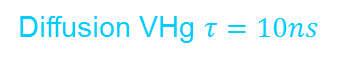 Diffusion VHg τ = 10ns